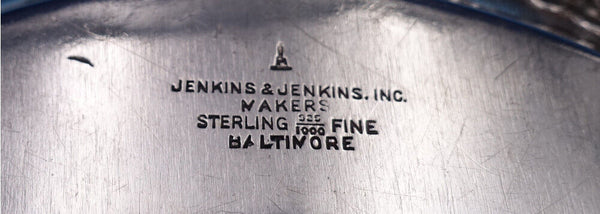 JENKINS & JENKINS. INC.
MAKERS
STERLING 925/1000 FINE
BALTIMORE